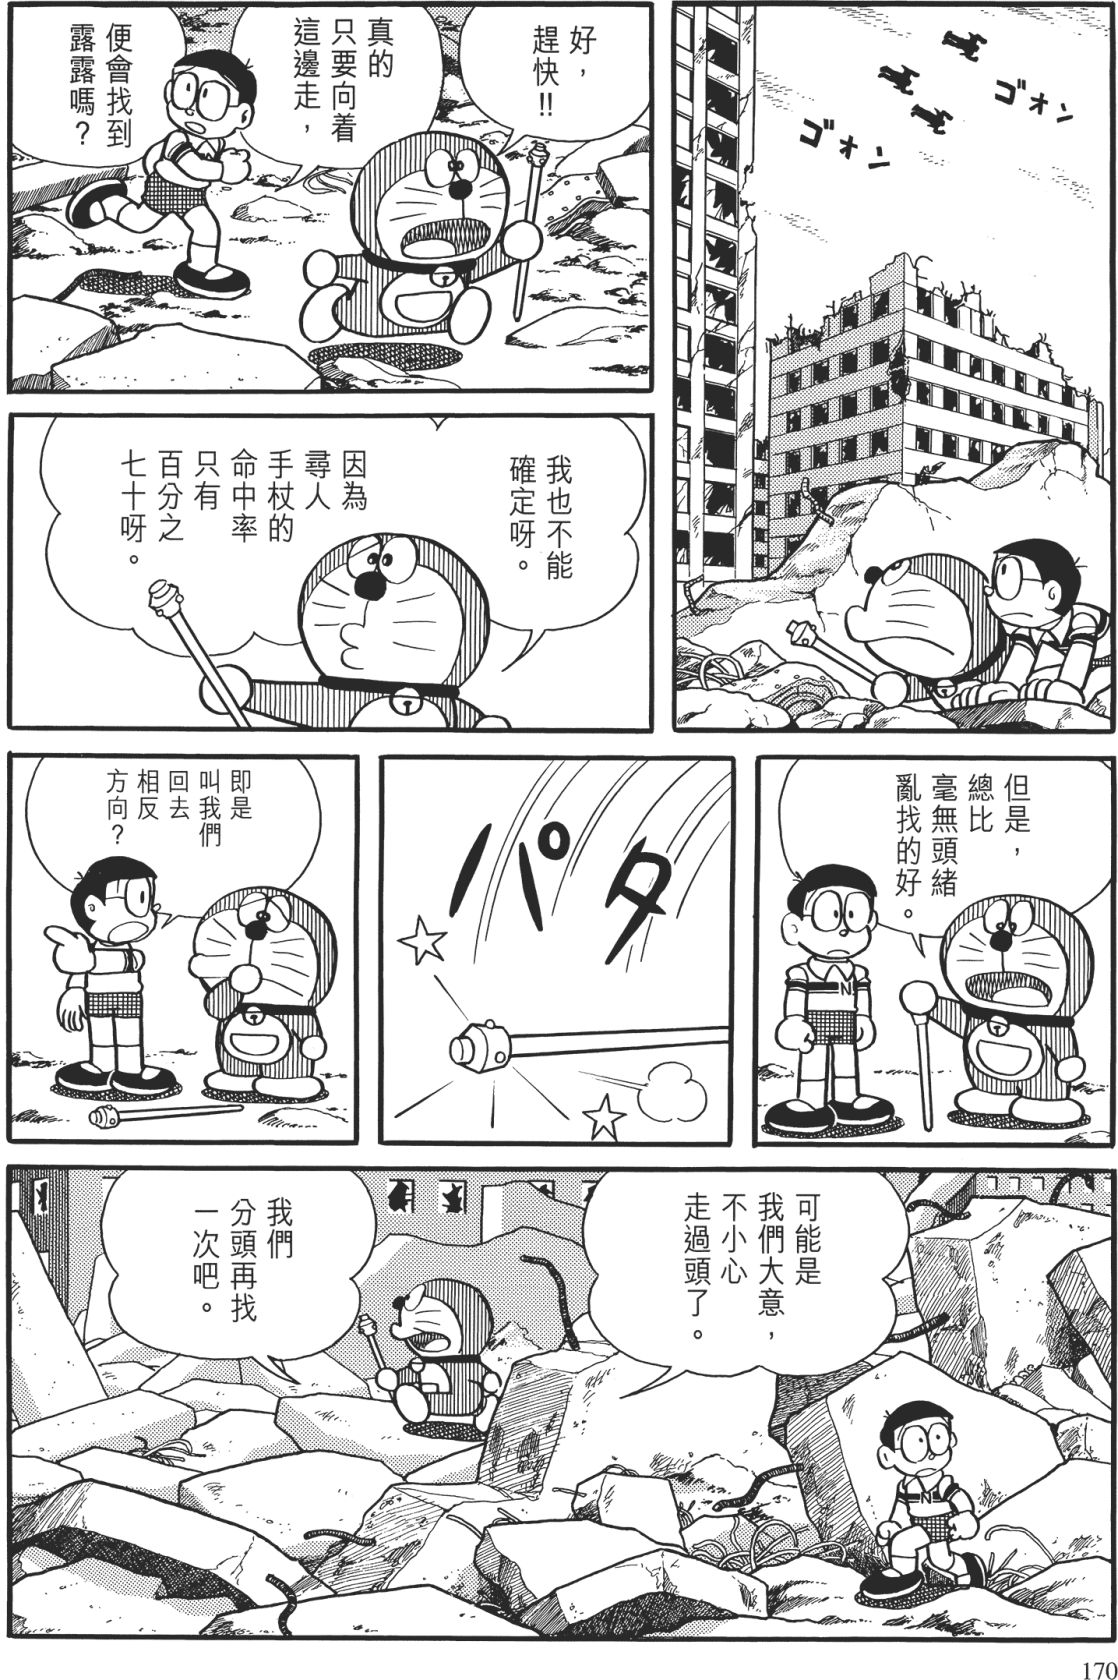 ゴオン
ゴオン
好，
趕快!!
真的
只要向着
這邊走，
便會找到
露露嗎？
我也不能
確定呀。
因為
尋人
手杖的
命中率
只有
百分之
七十呀。
但是，
總比
毫無頭緒
亂找的好。
N
パタ
即是
叫我們
回去
相反
方向？
可能是
我們大意，
不小心
走過頭了。
我們
分頭再找
一次吧。
N
170